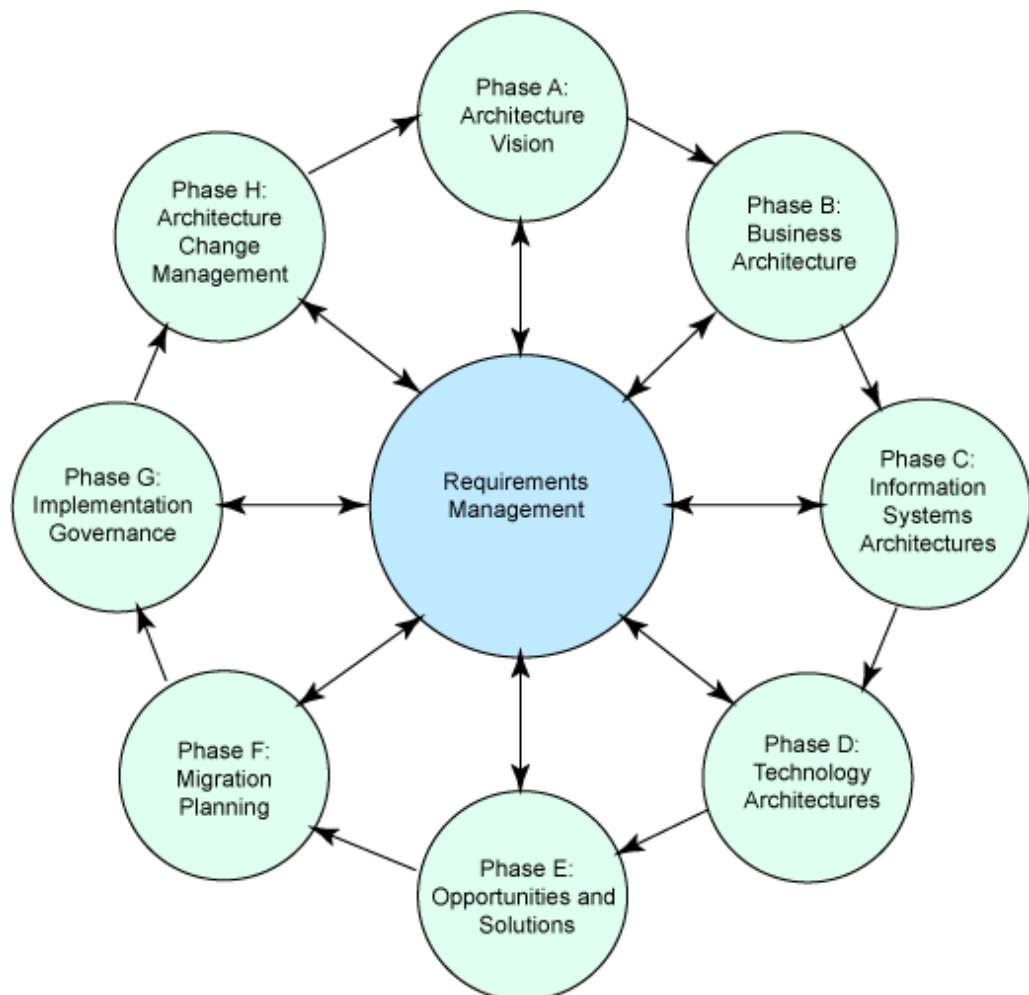 Phase A:
Architecture
Vision
Phase B:
Business
Architecture
Phase C:
Information
Systems
Architectures
Phase D:
Technology
Architectures
Phase E:
Opportunities and
Solutions
Phase F:
Migration
Planning
Phase G:
Implementation
Governance
Phase H:
Architecture
Change
Management
Requirements
Management